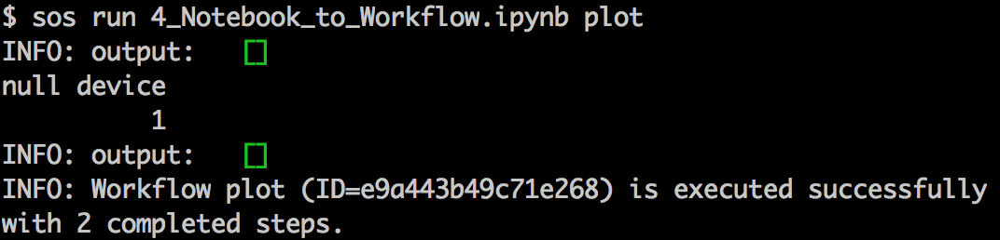 $ sos run 4_Notebook_to_Workflow.ipynb plot
INFO: output:   []
null device
          1
INFO: output:   []
INFO: Workflow plot (ID=e9a443b49c71e268) is executed successfully
with 2 completed steps.